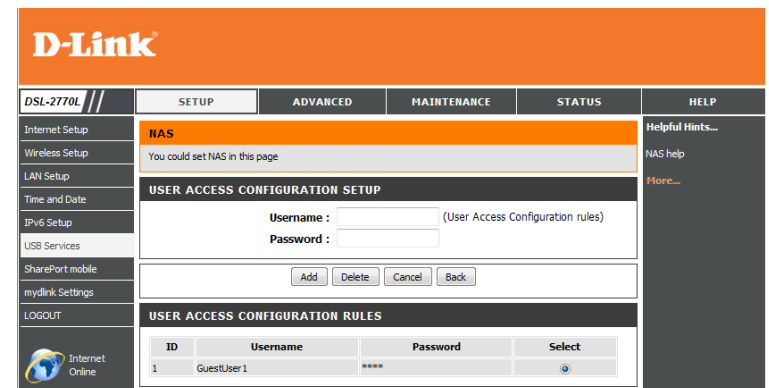 D-Link
DSL-2770L // SETUP ADVANCED MAINTENANCE STATUS HELP
Internet Setup
Wireless Setup
LAN Setup
Time and Date
IPv6 Setup
USB Services
SharePort mobile
mydlink Settings
LOGOUT
Internet
Online
NAS
You could set NAS in this page
USER ACCESS CONFIGURATION SETUP
Username : (User Access Configuration rules)
Password :
Add Delete Cancel Back
USER ACCESS CONFIGURATION RULES
ID Username Password Select
1 GuestUser1 ****
Helpful Hints...
NAS help
More...